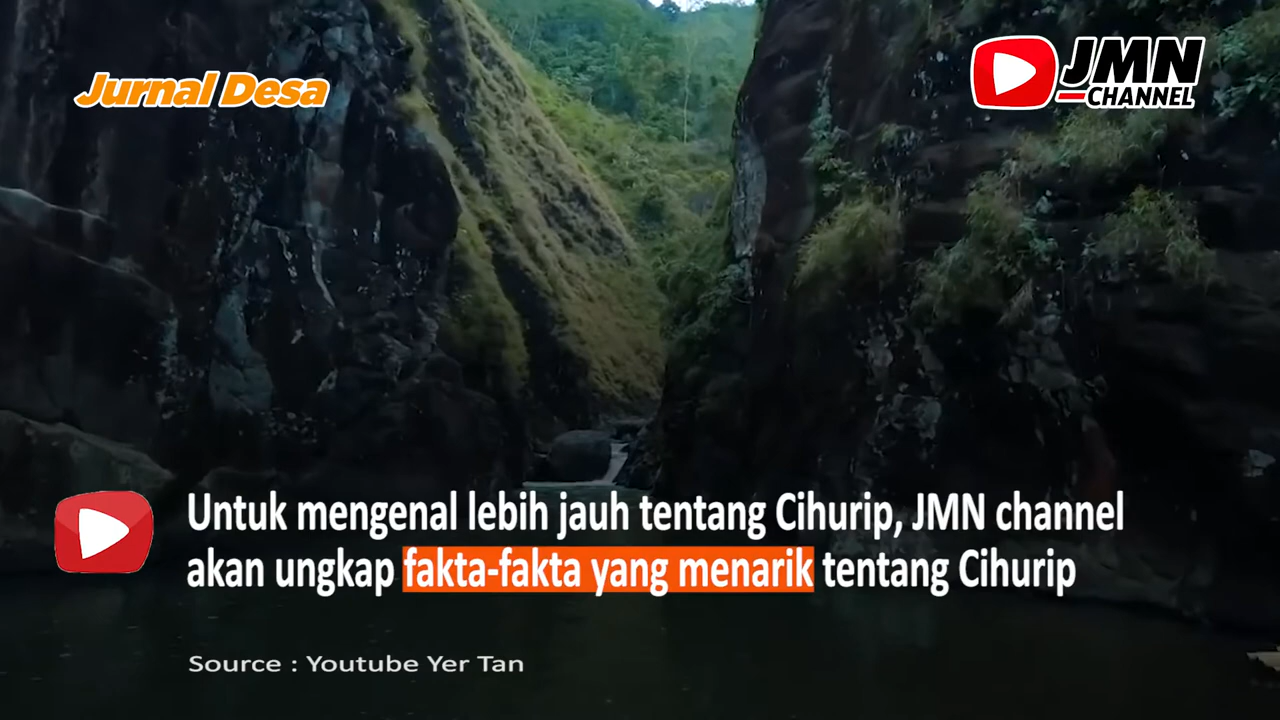 Jurnal Desa
JMN
CHANNEL
Untuk mengenal lebih jauh tentang Cihurip, JMN channel
akan ungkap fakta-fakta yang menarik tentang Cihurip
Source : Youtube Yer Tan